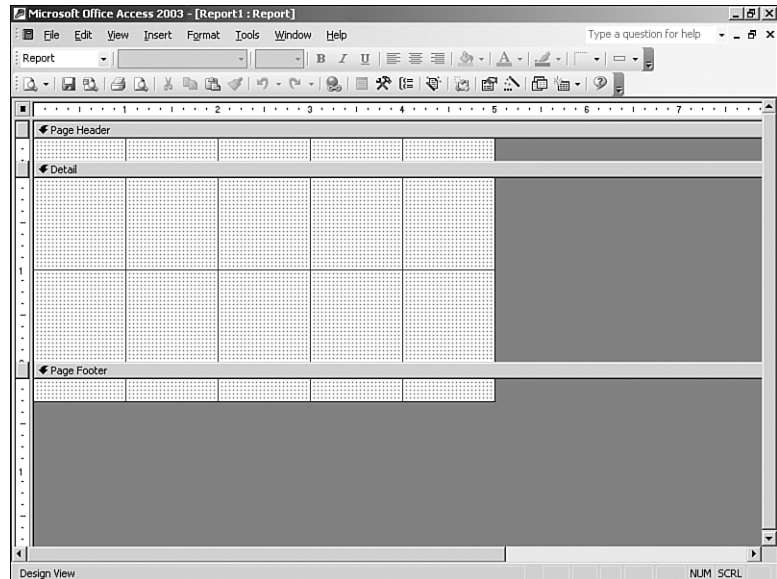 Microsoft Office Access 2003 - [Report1 : Report]
File Edit View Insert Format Tools Window Help Type a question for help
Report B I U A
1 2 3 4 5 6 7
Page Header
Detail
1
Page Footer
1
Design View NUM SCRL